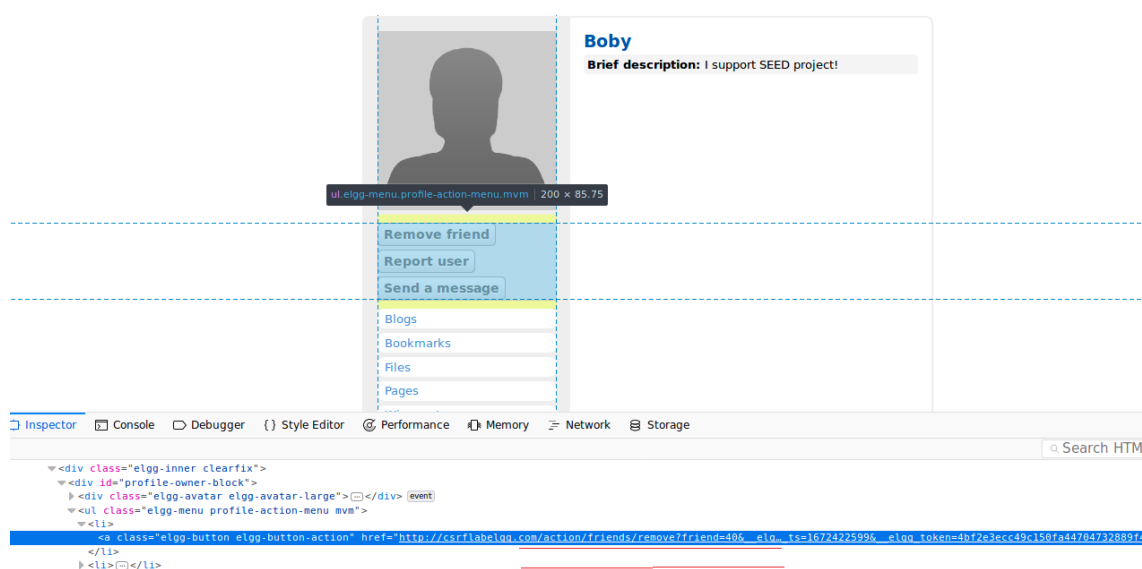 Boby
Brief description: I support SEED project!
ul.elgg-menu.profile-action-menu.mvm | 200 × 85.75
Remove friend
Report user
Send a message
Blogs
Bookmarks
Files
Pages
Inspector Console Debugger {} Style Editor Performance Memory Network Storage
Search HTM
<div class="elgg-inner clearfix">
<div id="profile-owner-block">
<div class="elgg-avatar elgg-avatar-large">…</div> event
<ul class="elgg-menu profile-action-menu mvm">
<li>
<a class="elgg-button elgg-button-action" href="http://csrflabelgg.com/action/friends/remove?friend=40&__elg…_ts=1672422599&__elgg_token=4bf2e3ecc49c150fa44704732889f4
</li>
<li>…</li>